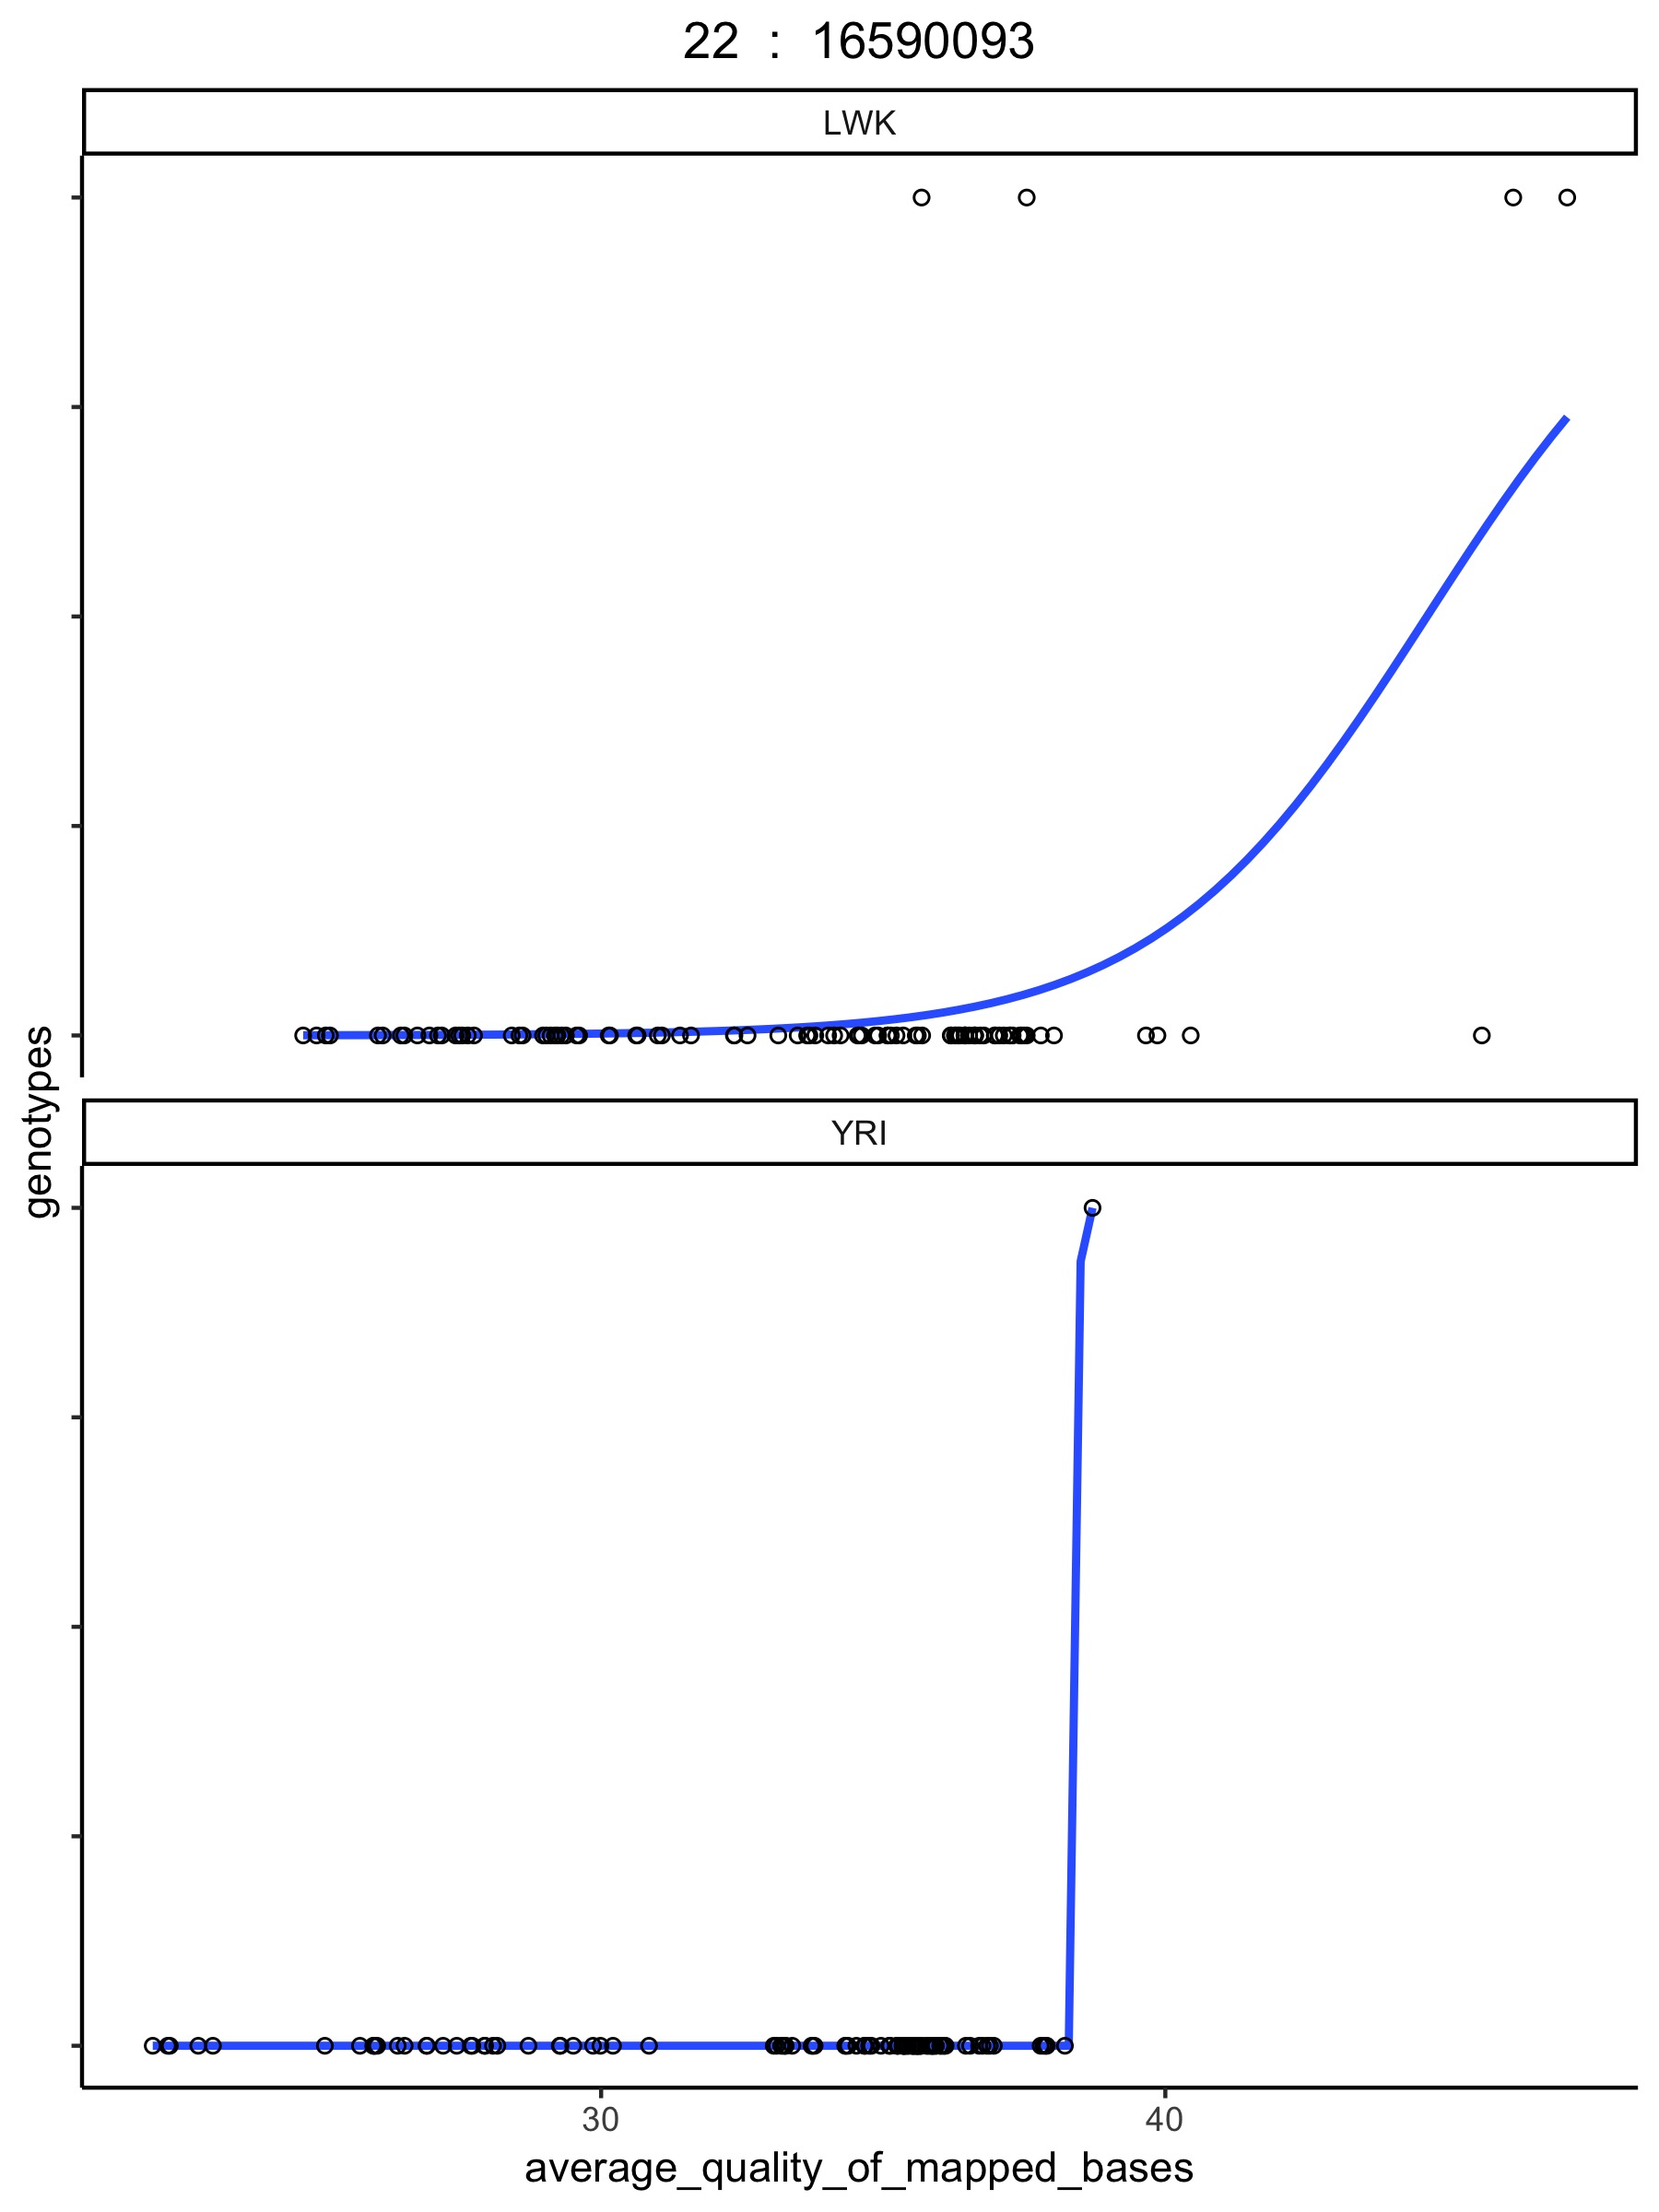 22 : 16590093
LWK
genotypes
YRI
30 40
average_quality_of_mapped_bases